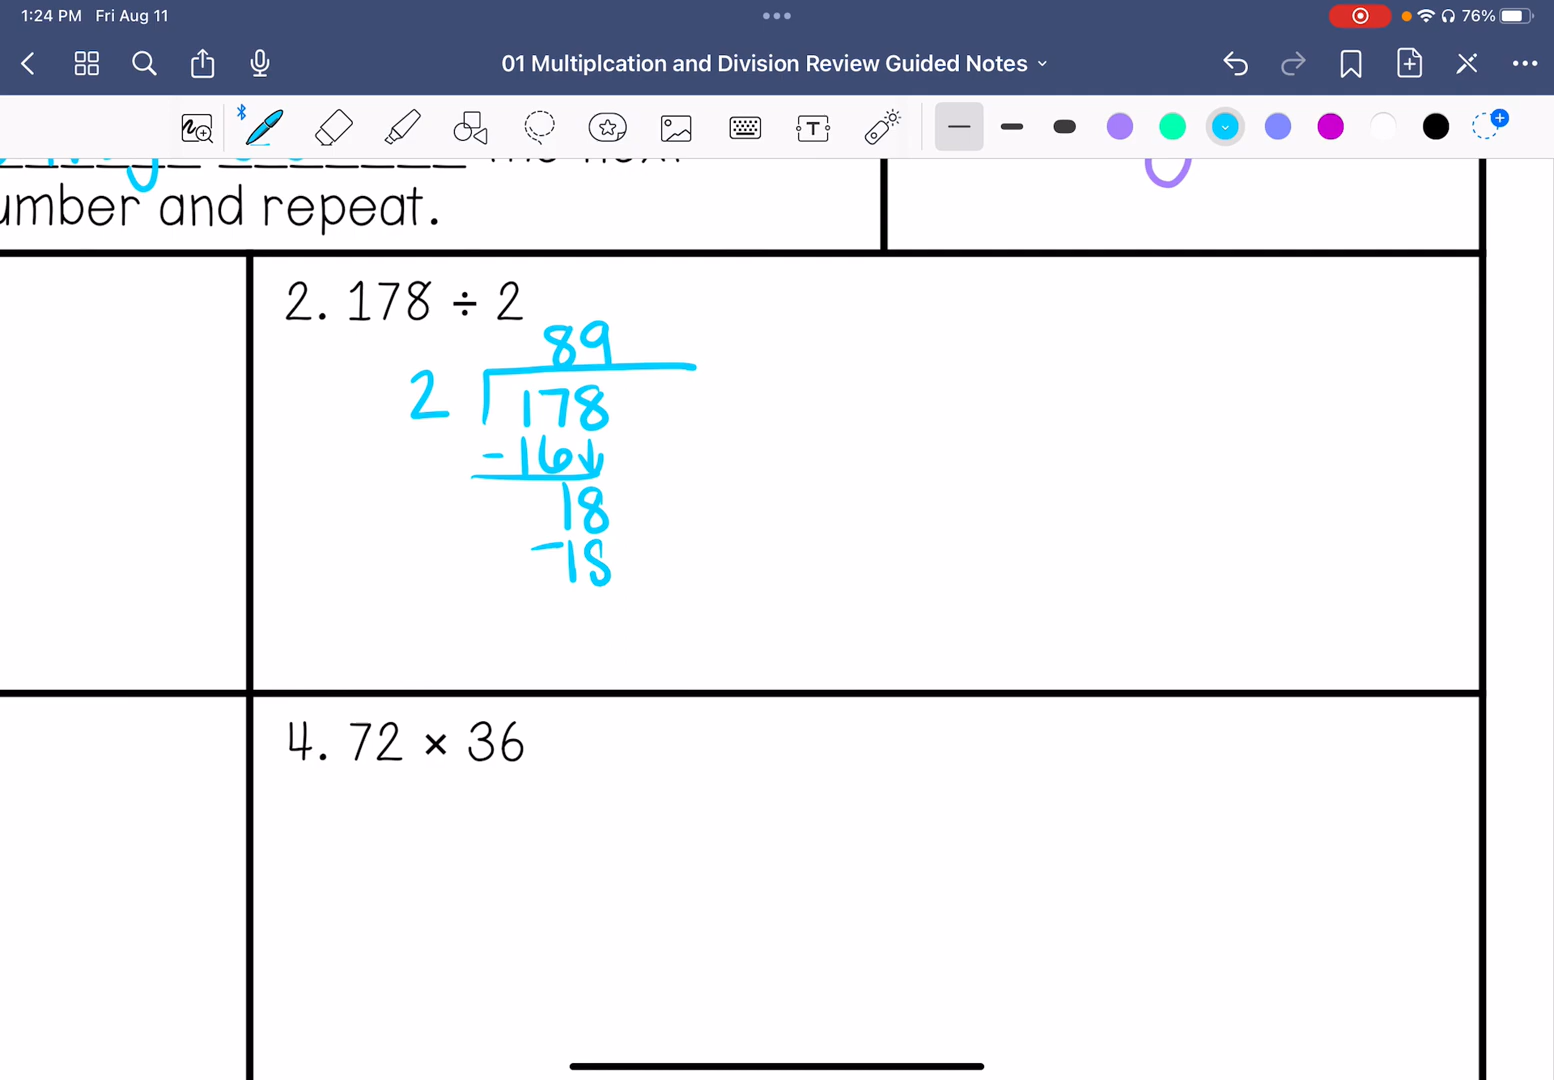 1:24 PM Fri Aug 11
76%
01 Multiplcation and Division Review Guided Notes
T
umber and repeat.
2. 178 ÷ 2
89
2 178
-16↓
18
-18
4. 72 × 36